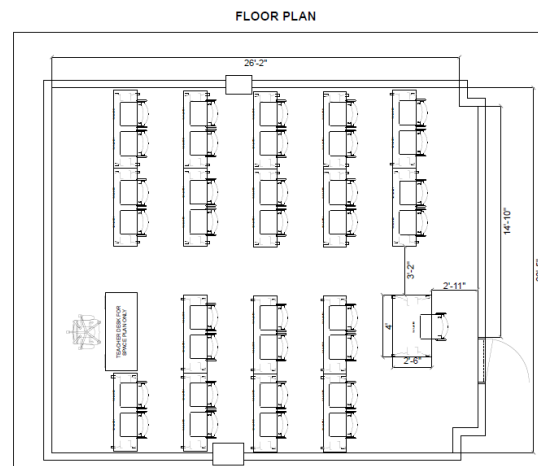 FLOOR PLAN
26'-2"
14'-10"
3'-2"
2'-11"
4'
2'-6"
TEACHER DESK FOR
SPACE PLAN ONLY